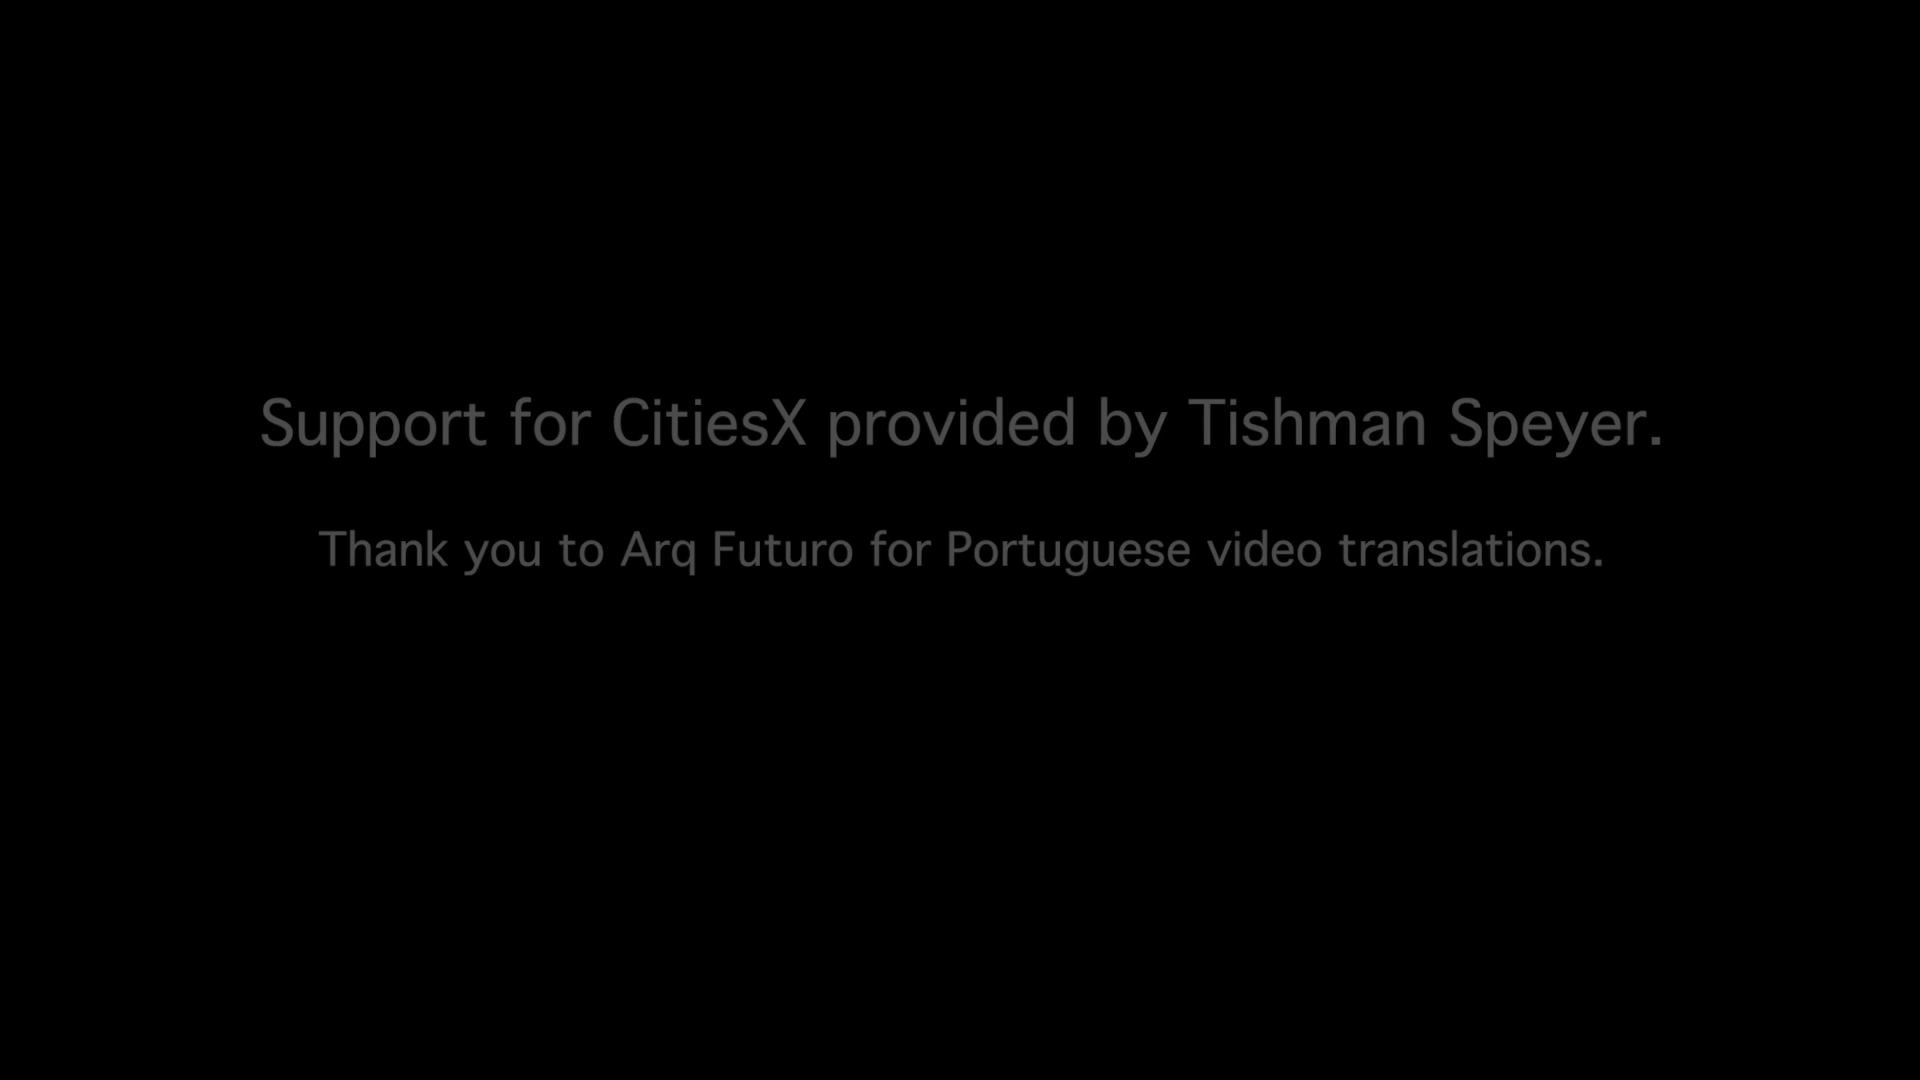 Support for CitiesX provided by Tishman Speyer.
Thank you to Arq Futuro for Portuguese video translations.